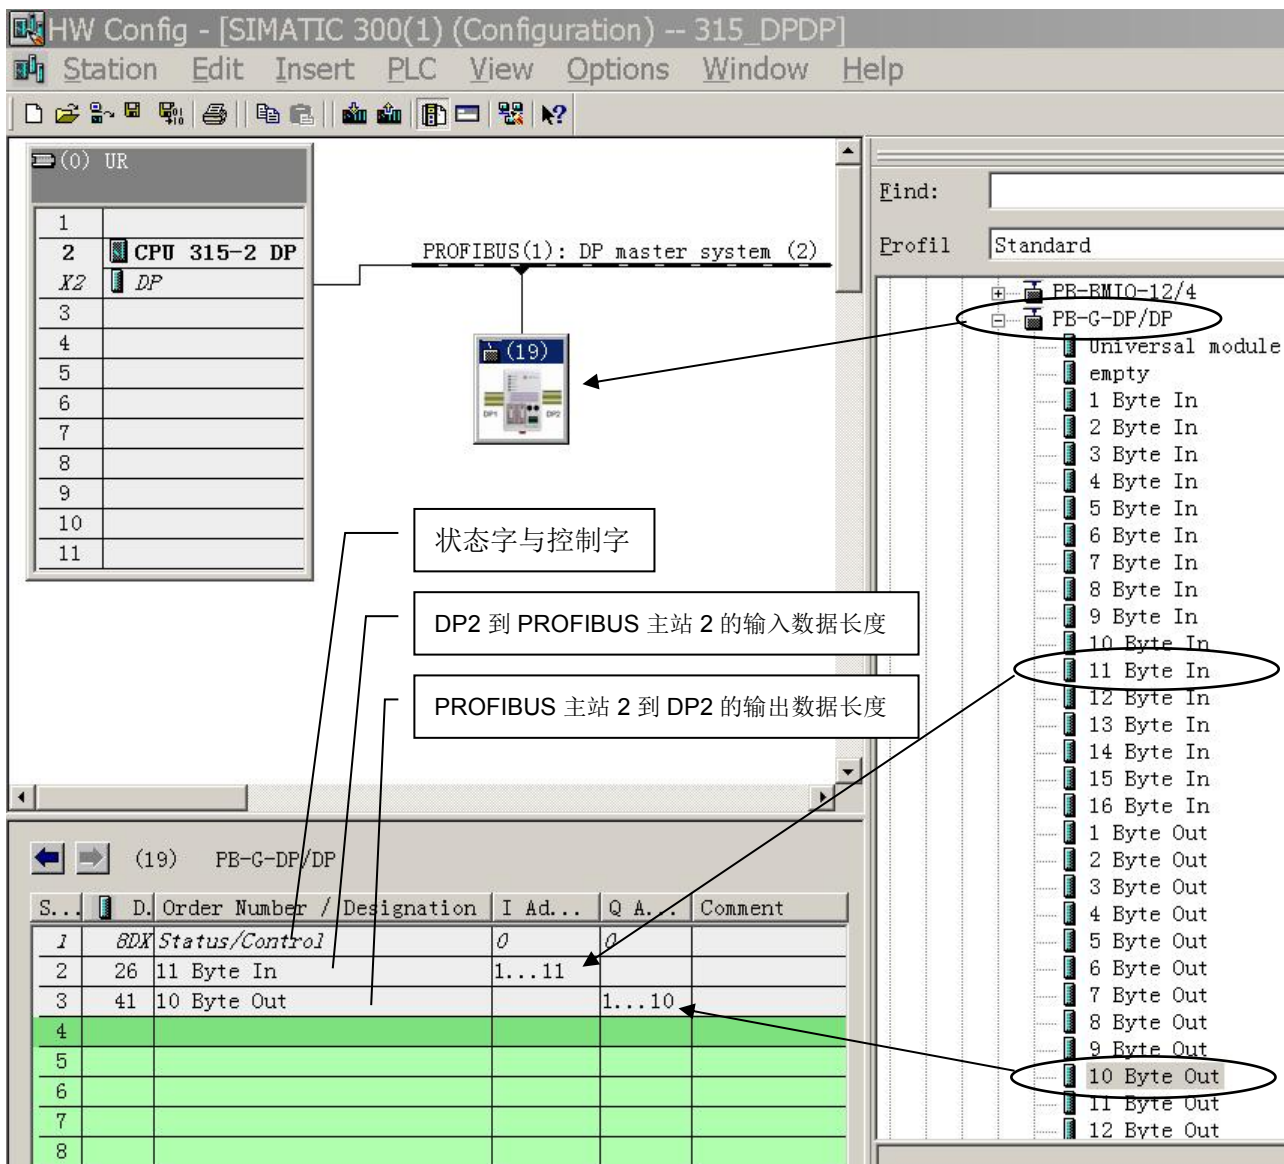 HW Config - [SIMATIC 300(1) (Configuration) -- 315_DPDP]
Station Edit Insert PLC View Options Window Help
(0) UR
1
2 CPU 315-2 DP
X2 DP
3
4
5
6
7
8
9
10
11
PROFIBUS(1): DP master system (2)
(19)
DP1 DP2
状态字与控制字
DP2 到 PROFIBUS 主站 2 的输入数据长度
PROFIBUS 主站 2 到 DP2 的输出数据长度
Find:
Profil Standard
PB-BMIO-12/4
PB-G-DP/DP
Universal module
empty
1 Byte In
2 Byte In
3 Byte In
4 Byte In
5 Byte In
6 Byte In
7 Byte In
8 Byte In
9 Byte In
10 Byte In
11 Byte In
12 Byte In
13 Byte In
14 Byte In
15 Byte In
16 Byte In
1 Byte Out
2 Byte Out
3 Byte Out
4 Byte Out
5 Byte Out
6 Byte Out
7 Byte Out
8 Byte Out
9 Byte Out
10 Byte Out
11 Byte Out
12 Byte Out
(19) PB-G-DP/DP
S... D. Order Number / Designation I Ad... Q A... Comment
1 8DX Status/Control 0 0
2 26 11 Byte In 1...11
3 41 10 Byte Out 1...10
4
5
6
7
8